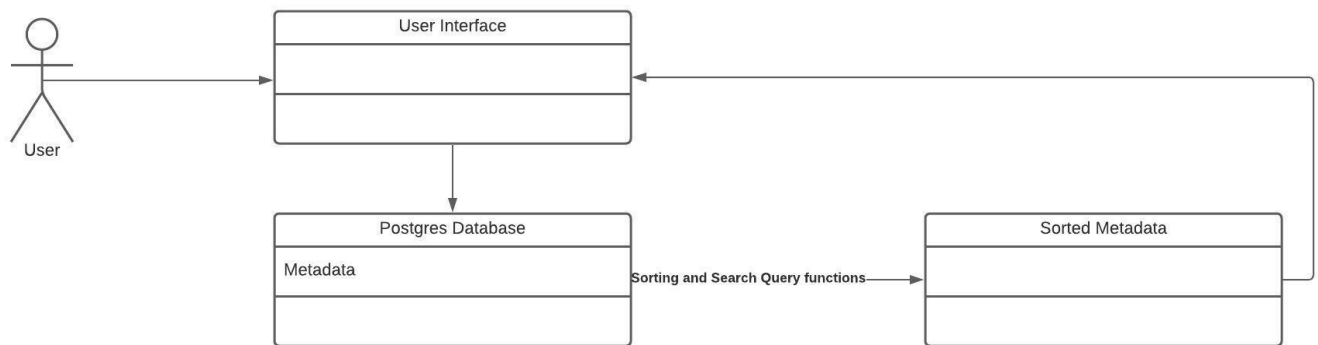 User Interface
User
Postgres Database
Metadata
Sorting and Search Query functions
Sorted Metadata